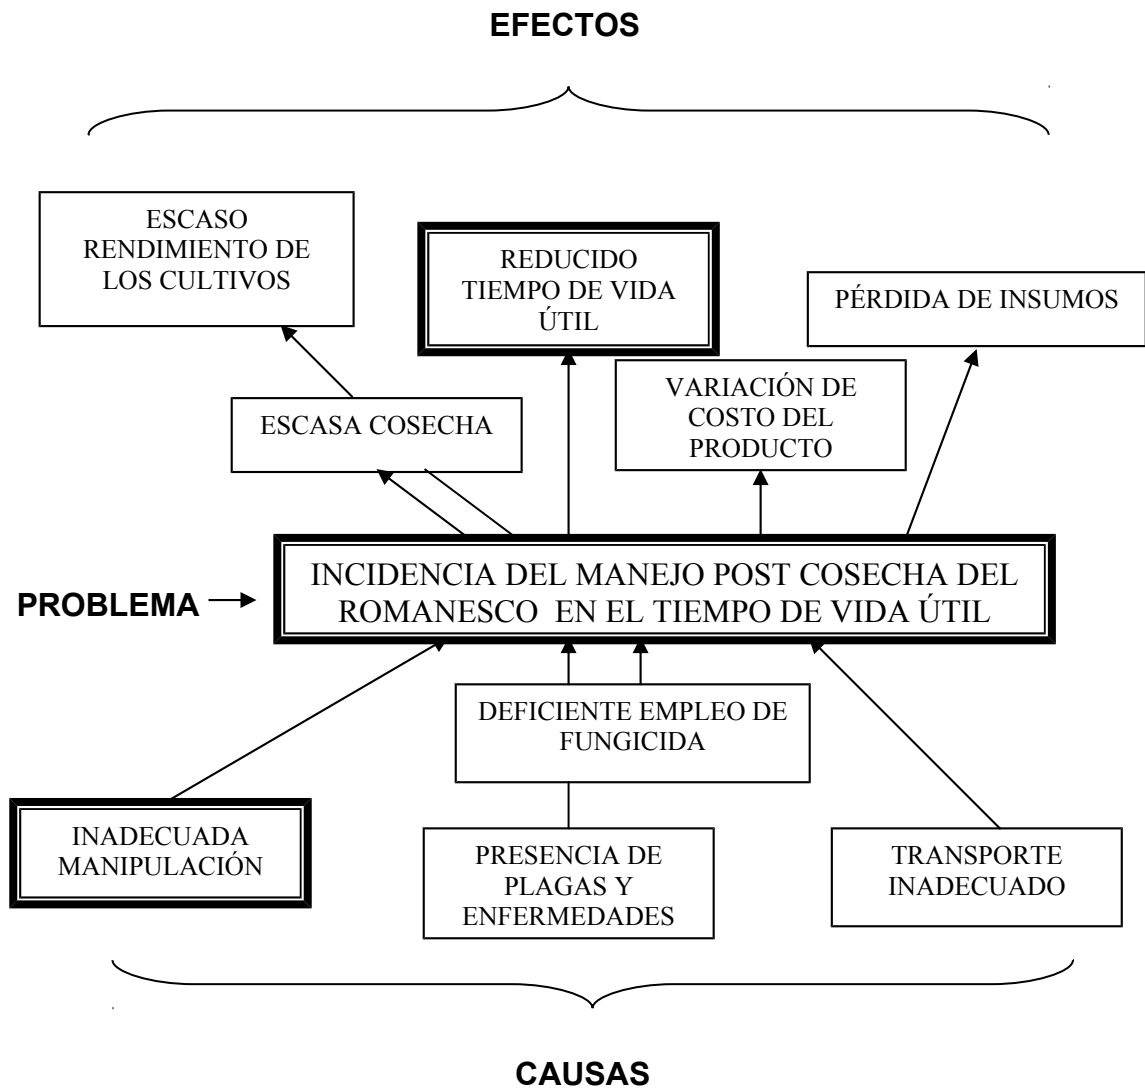 EFECTOS
ESCASO
RENDIMIENTO DE
LOS CULTIVOS
REDUCIDO
TIEMPO DE VIDA
ÚTIL
PÉRDIDA DE INSUMOS
ESCASA COSECHA
VARIACIÓN DE
COSTO DEL
PRODUCTO
PROBLEMA
INCIDENCIA DEL MANEJO POST COSECHA DEL
ROMANESCO EN EL TIEMPO DE VIDA ÚTIL
DEFICIENTE EMPLEO DE
FUNGICIDA
INADECUADA
MANIPULACIÓN
PRESENCIA DE
PLAGAS Y
ENFERMEDADES
TRANSPORTE
INADECUADO
CAUSAS